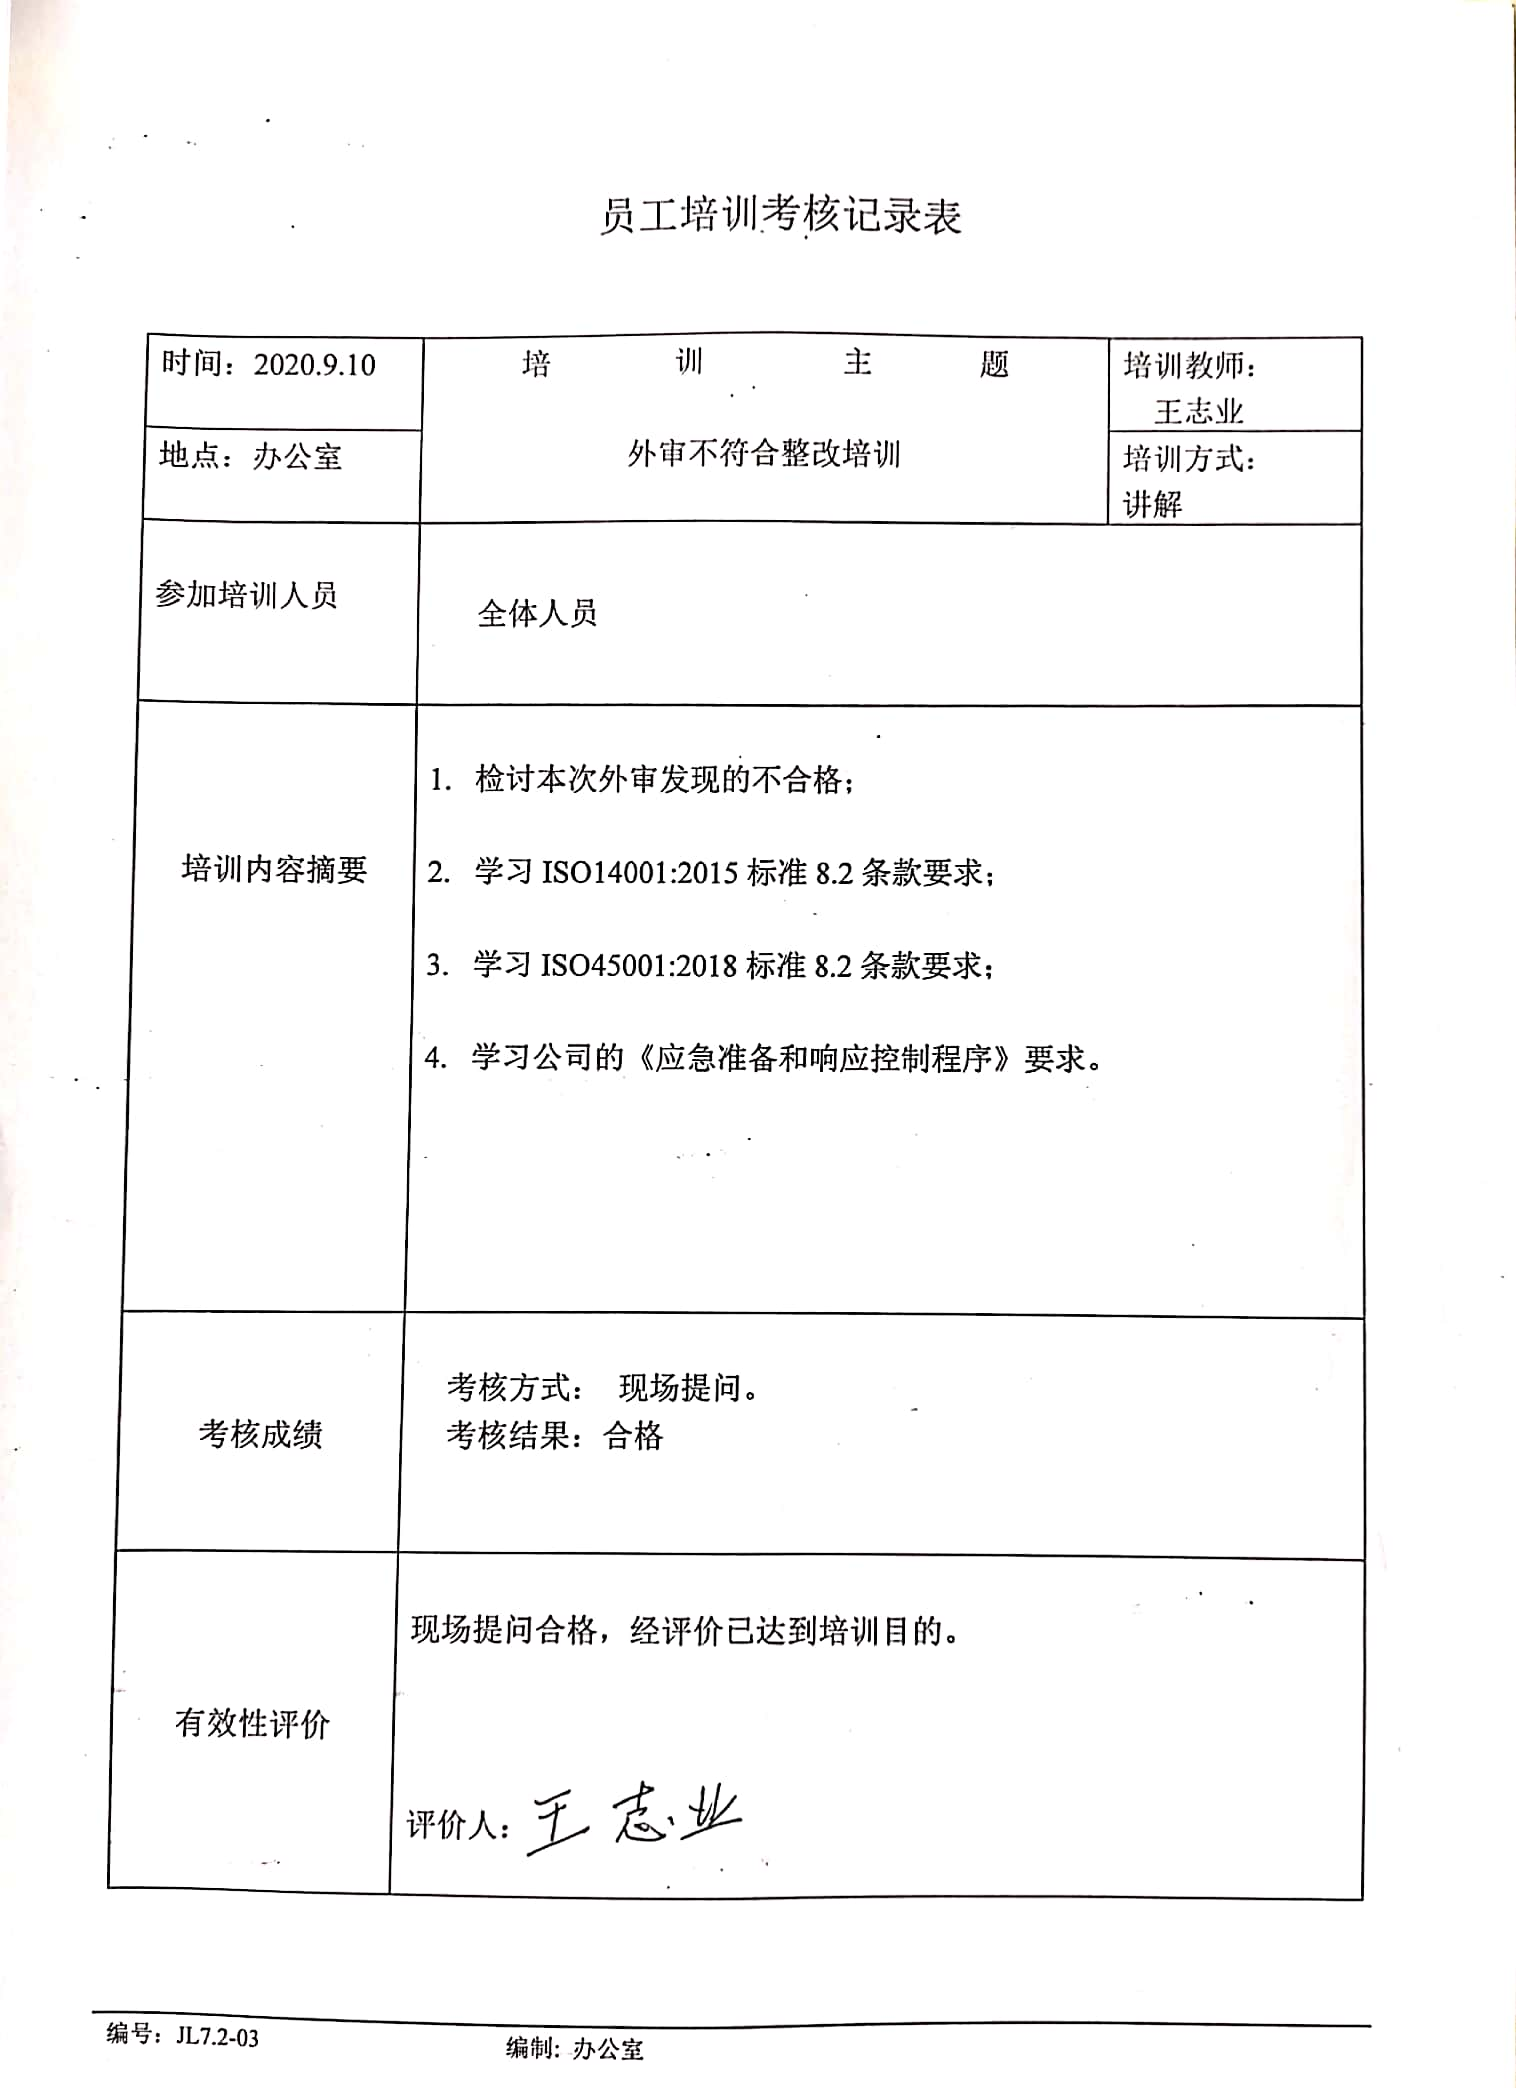 员工培训考核记录表
时间：2020.9.10
培 训 主 题
培训教师：
王志业
地点：办公室
外审不符合整改培训
培训方式：
讲解
参加培训人员
全体人员
培训内容摘要
1. 检讨本次外审发现的不合格；
2. 学习 ISO14001:2015 标准 8.2 条款要求；
3. 学习 ISO45001:2018 标准 8.2 条款要求；
4. 学习公司的《应急准备和响应控制程序》要求。
考核成绩
考核方式： 现场提问。
考核结果：合格
有效性评价
现场提问合格，经评价已达到培训目的。
评价人：王志业
编号：JL7.2-03
编制：办公室